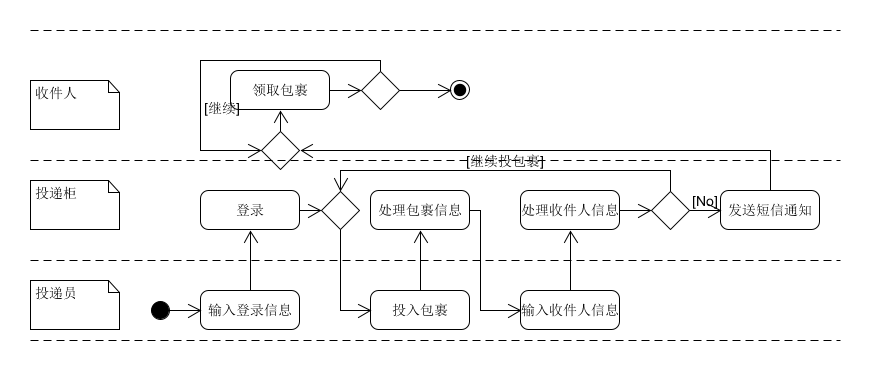 收件人
领取包裹
[继续]
[继续投包裹]
投递柜
登录
处理包裹信息
处理收件人信息
[No]
发送短信通知
投递员
输入登录信息
投入包裹
输入收件人信息